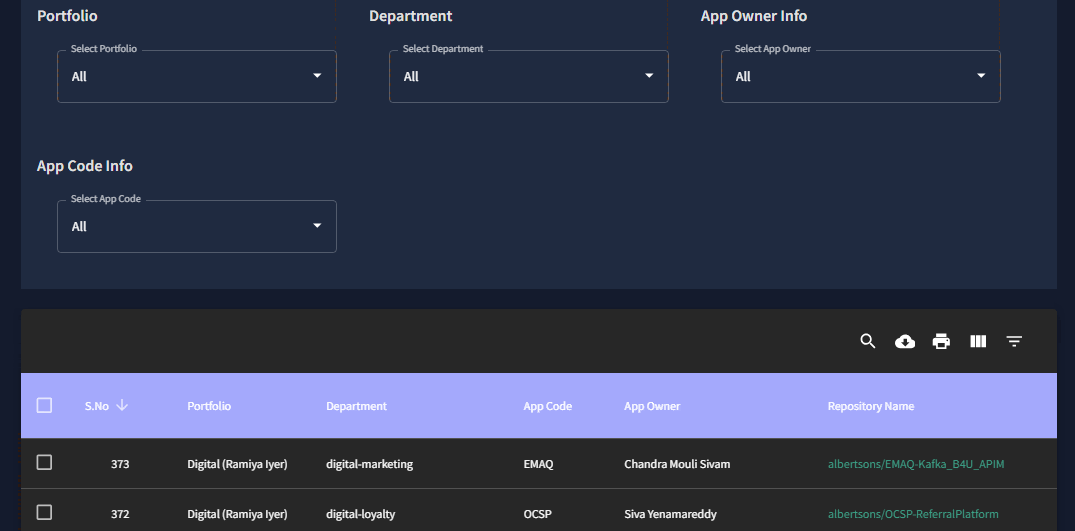 Portfolio Department App Owner Info
Select Portfolio Select Department Select App Owner
All All All
App Code Info
Select App Code
All
S.No Portfolio Department App Code App Owner Repository Name
373 Digital (Ramiya Iyer) digital-marketing EMAQ Chandra Mouli Sivam albertsons/EMAQ-Kafka_B4U_APIM
372 Digital (Ramiya Iyer) digital-loyalty OCSP Siva Yenamareddy albertsons/OCSP-ReferralPlatform